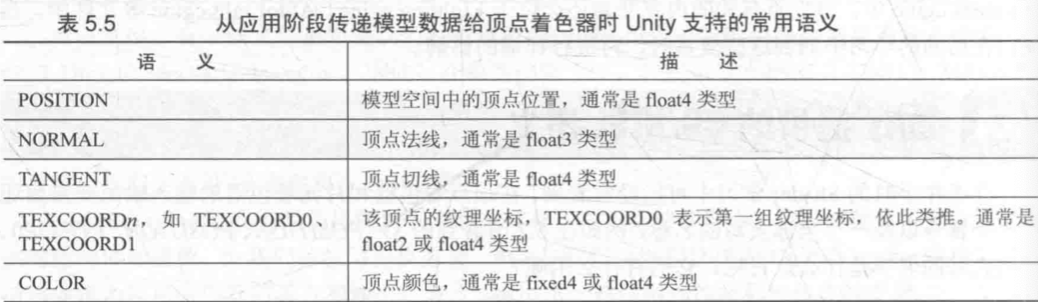 表 5.5 从应用阶段传递模型数据给顶点着色器时 Unity 支持的常用语义
语 义 描 述
POSITION 模型空间中的顶点位置，通常是 float4 类型
NORMAL 顶点法线，通常是 float3 类型
TANGENT 顶点切线，通常是 float4 类型
TEXCOORDn，如 TEXCOORD0、
TEXCOORD1
该顶点的纹理坐标，TEXCOORD0 表示第一组纹理坐标，依此类推。通常是
float2 或 float4 类型
COLOR 顶点颜色，通常是 fixed4 或 float4 类型